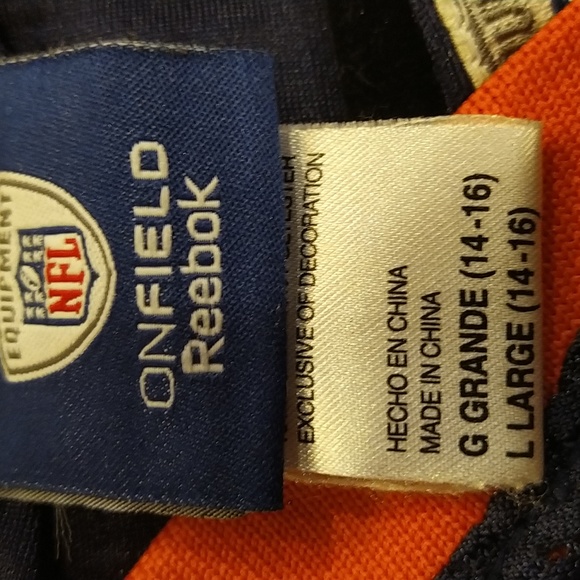 EQUIPMENT
NFL
ONFIELD
Reebok
EXCLUSIVE OF DECORATION
HECHO EN CHINA
MADE IN CHINA
G GRANDE (14-16)
L LARGE (14-16)